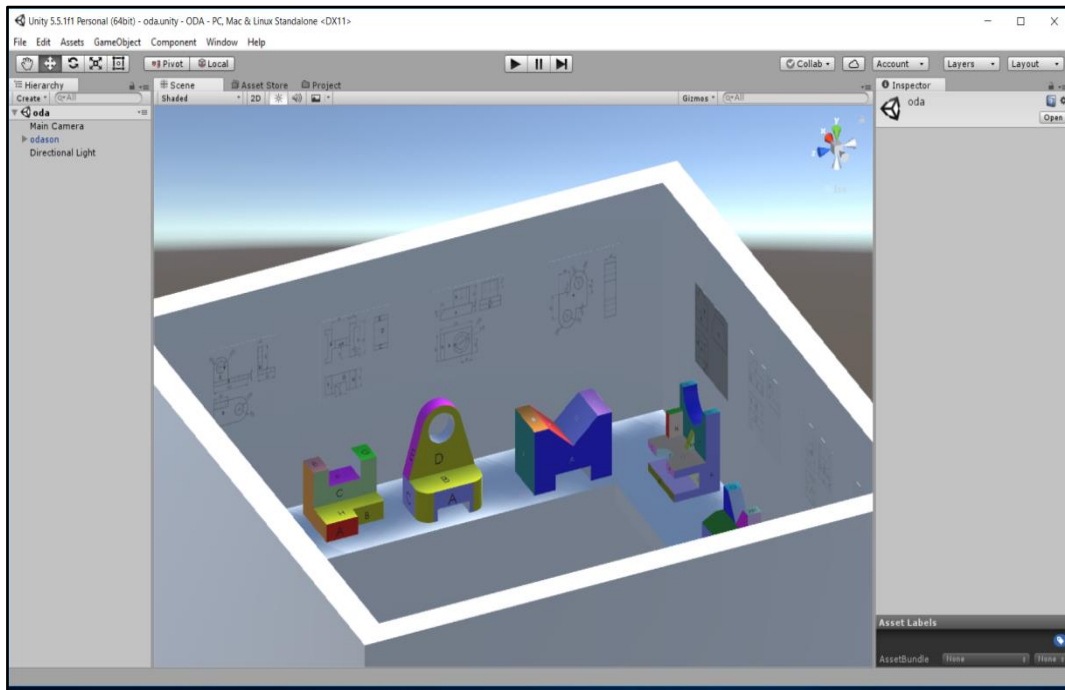 Unity 5.5.1f1 Personal (64bit) - oda.unity - ODA - PC, Mac & Linux Standalone <DX11>
File Edit Assets GameObject Component Window Help
Pivot Local Collab Account Layers Layout
Hierarchy Scene Asset Store Project Inspector
Create All Shaded 2D Gizmos All oda
Open
oda
Main Camera
odason
Directional Light
D
B
C A
H B
A
Asset Labels
AssetBundle None None